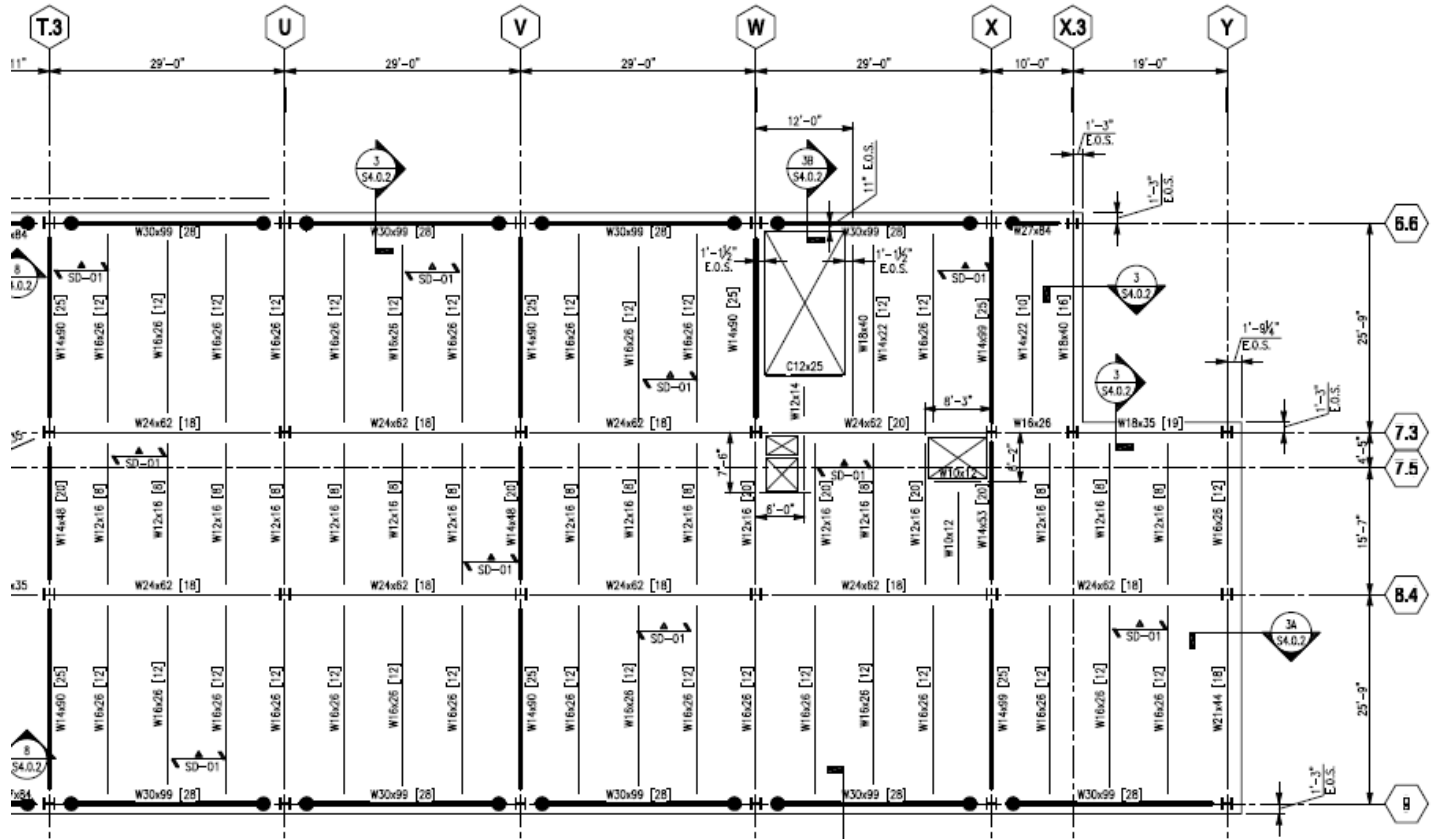 T.3 U V W X X.3 Y
11" 29'-0" 29'-0" 29'-0" 29'-0" 10'-0" 19'-0"
12'-0"
1'-3"
E.O.S.
3
S4.0.2
3B
S4.0.2
11" E.O.S.
1'-3"
E.O.S.
6.6
x84 W30x99 [28] W30x99 [28] W30x99 [28] W30x99 [28] W27x84
1'-1½"
E.O.S.
1'-1½"
E.O.S.
8
4.0.2
SD-01 SD-01 SD-01
3
S4.0.2
W14x90 [25] W16x26 [12] W16x26 [12] W16x26 [12] W16x26 [12] W16x26 [12] W16x26 [12] W16x26 [12] W14x90 [25] W16x26 [12] W16x26 [12] W16x26 [12] W14x90 [25] W18x40 W14x22 [12] W16x26 [12] W14x99 [25] W14x22 [10] W18x40 [16]
25'-9"
1'-9¼"
E.O.S.
C12x25
SD-01
W12x14
3
S4.0.2
8'-3"
1'-3"
E.O.S.
W24x62 [18] W24x62 [18] W24x62 [18] W24x62 [20] W16x26 W18x35 [19]
7.3
4'-5"
7.5
SD-01 7'-6" SD-01 W10x12 6'-2"
W14x48 [20] W12x16 [8] W12x16 [8] W12x16 [8] W12x16 [8] W12x16 [8] W12x16 [8] W12x16 [8] W14x48 [20] W12x16 [8] W12x16 [8] W12x16 [8] W12x16 [20] W12x16 [20] W12x16 [8] W12x16 [20] W10x12 W14x53 [20] W12x16 [8] W12x16 [8] W12x16 [8] W16x26 [12]
6'-0"
15'-7"
SD-01
x35 W24x62 [18] W24x62 [18] W24x62 [18] W24x62 [18] W24x62 [18]
8.4
SD-01 SD-01
3A
S4.0.2
W14x90 [25] W16x26 [12] W16x26 [12] W16x26 [12] W16x26 [12] W16x26 [12] W16x26 [12] W16x26 [12] W14x90 [25] W16x26 [12] W16x26 [12] W16x26 [12] W16x26 [12] W16x26 [12] W16x26 [12] W16x26 [12] W14x99 [25] W16x26 [12] W16x26 [12] W16x26 [12] W21x44 [18]
25'-9"
8
S4.0.2
SD-01
1'-3"
E.O.S.
x84 W30x99 [28] W30x99 [28] W30x99 [28] W30x99 [28] W30x99 [28]